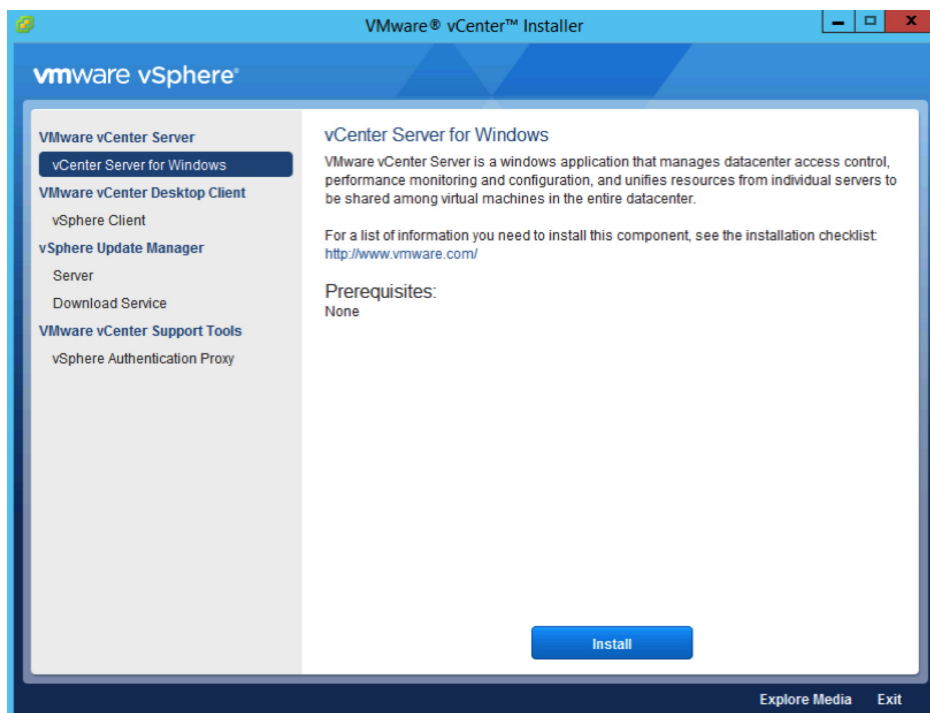 VMware® vCenter™ Installer
vmware vSphere®
VMware vCenter Server
vCenter Server for Windows
VMware vCenter Desktop Client
vSphere Client
vSphere Update Manager
Server
Download Service
VMware vCenter Support Tools
vSphere Authentication Proxy
vCenter Server for Windows
VMware vCenter Server is a windows application that manages datacenter access control,
performance monitoring and configuration, and unifies resources from individual servers to
be shared among virtual machines in the entire datacenter.
For a list of information you need to install this component, see the installation checklist:
http://www.vmware.com/
Prerequisites:
None
Install
Explore Media Exit